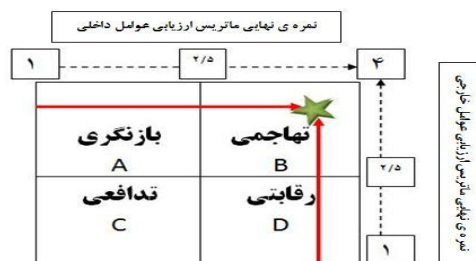 نمره ی نهایی ماتریس ارزیابی عوامل داخلی
۱
۲/۵
۴
بازنگری
A
تهاجمی
B
تدافعی
C
رقابتی
D
۲/۵
۱
نمره ی نهایی ماتریس ارزیابی عوامل خارجی